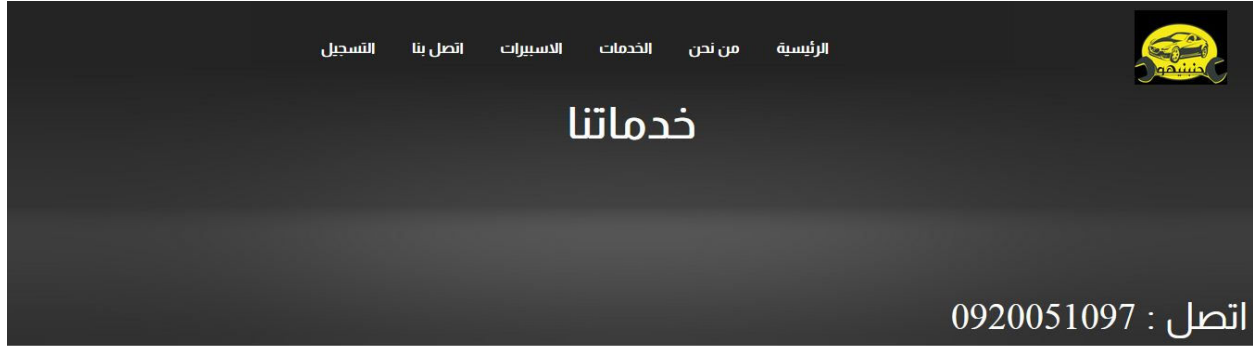 الرئيسية من نحن الخدمات الاسبيرات اتصل بنا التسجيل
خدماتنا
اتصل : 0920051097